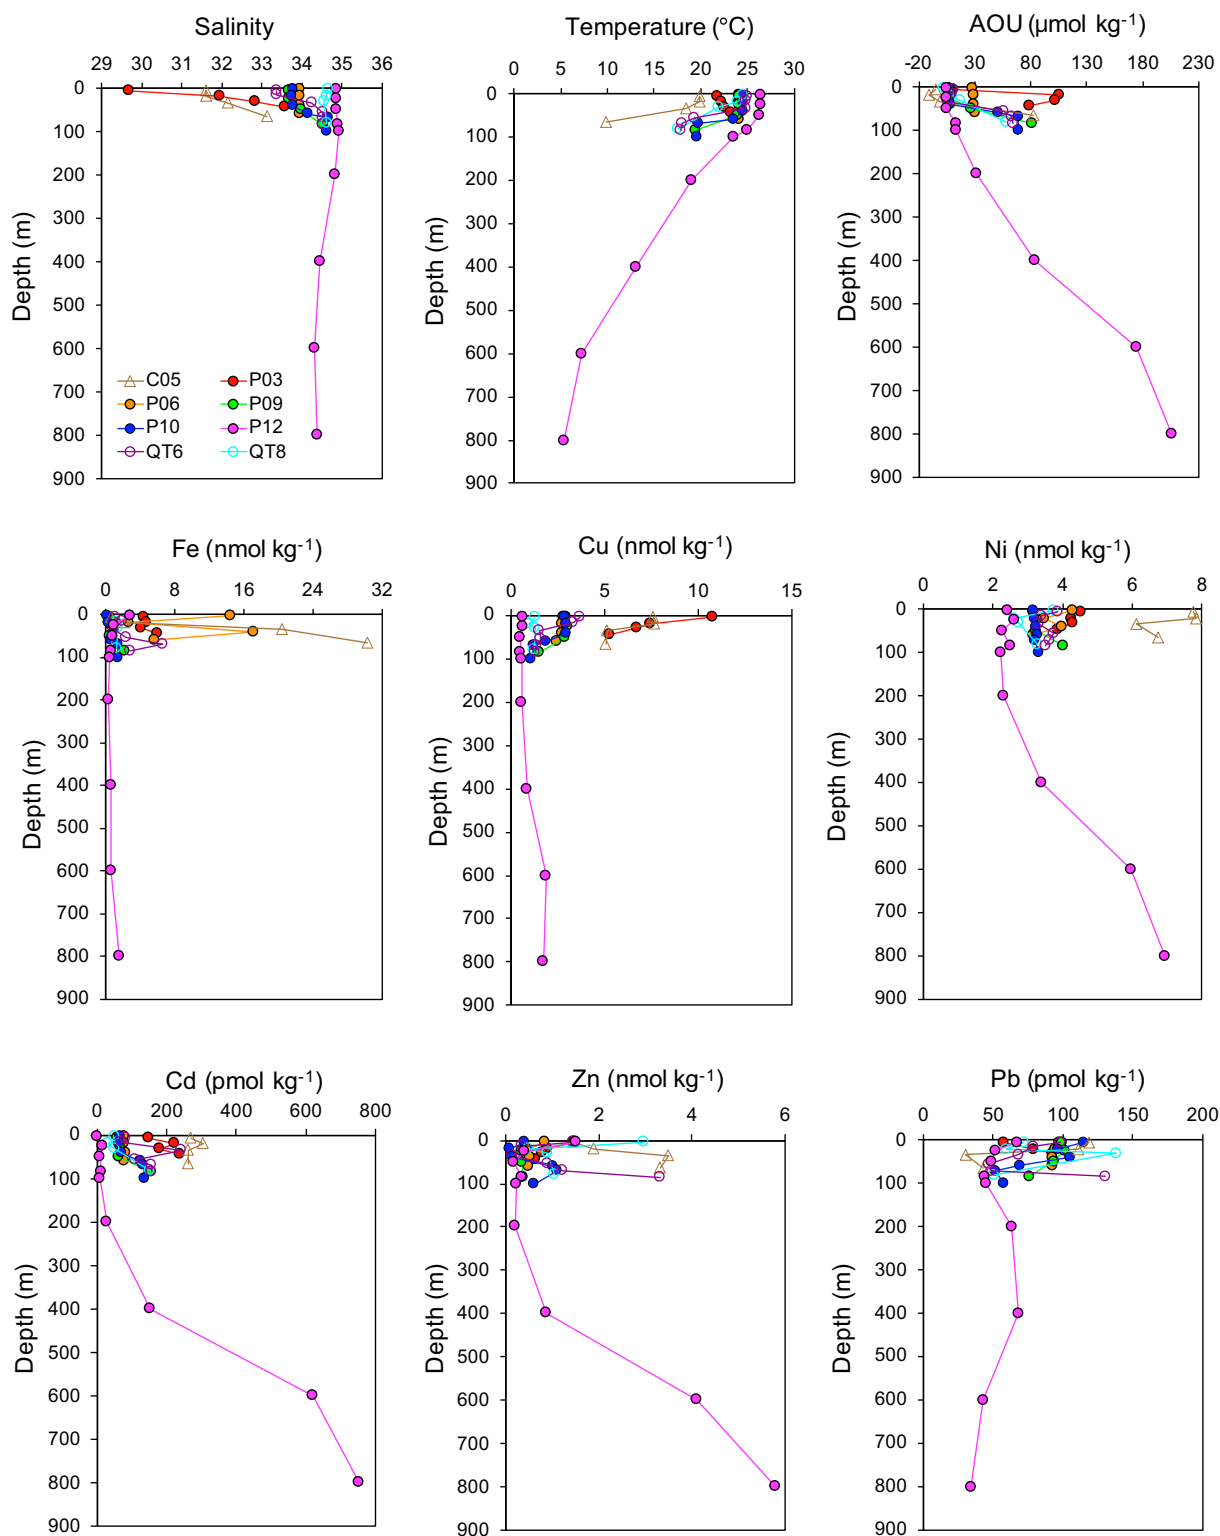 Salinity
29 30 31 32 33 34 35 36
0
100
200
300
400
500
600
700
800
900
Depth (m)
C05 P03
P06 P09
P10 P12
QT6 QT8
Temperature (°C)
0 5 10 15 20 25 30
0
100
200
300
400
500
600
700
800
900
Depth (m)
AOU (μmol kg-1)
-20 30 80 130 180 230
0
100
200
300
400
500
600
700
800
900
Depth (m)
Fe (nmol kg-1)
0 8 16 24 32
0
100
200
300
400
500
600
700
800
900
Depth (m)
Cu (nmol kg-1)
0 5 10 15
0
100
200
300
400
500
600
700
800
900
Depth (m)
Ni (nmol kg-1)
0 2 4 6 8
0
100
200
300
400
500
600
700
800
900
Depth (m)
Cd (pmol kg-1)
0 200 400 600 800
0
100
200
300
400
500
600
700
800
900
Depth (m)
Zn (nmol kg-1)
0 2 4 6
0
100
200
300
400
500
600
700
800
900
Depth (m)
Pb (pmol kg-1)
0 50 100 150 200
0
100
200
300
400
500
600
700
800
900
Depth (m)